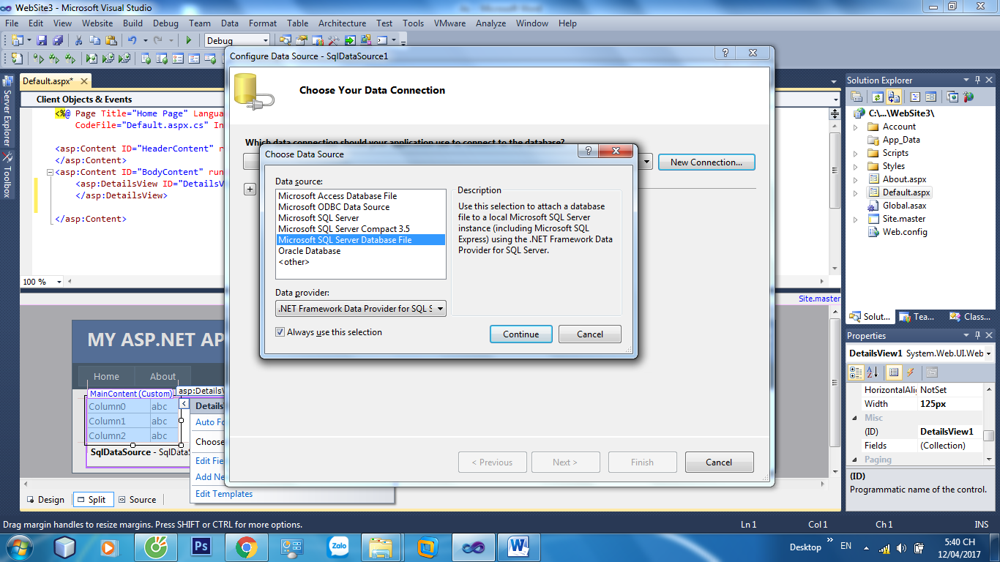 WebSite3 - Microsoft Visual Studio
File Edit View Website Build Debug Team Data Format Table Architecture Test Tools VMware Analyze Window Help
Debug
Default.aspx*
Client Objects & Events
<%@ Page Title="Home Page" Langua
CodeFile="Default.aspx.cs" In
<asp:Content ID="HeaderContent" r
</asp:Content>
<asp:Content ID="BodyContent" run
<asp:DetailsView ID="DetailsV
</asp:DetailsView>
</asp:Content>
100 %
Server Explorer
Toolbox
Configure Data Source - SqlDataSource1
Choose Your Data Connection
Which data connection should your application use to connect to the database?
New Connection...
Choose Data Source
Data source:
Microsoft Access Database File
Microsoft ODBC Data Source
Microsoft SQL Server
Microsoft SQL Server Compact 3.5
Microsoft SQL Server Database File
Oracle Database
<other>
Description
Use this selection to attach a database
file to a local Microsoft SQL Server
instance (including Microsoft SQL
Express) using the .NET Framework Data
Provider for SQL Server.
Data provider:
.NET Framework Data Provider for SQL S
Always use this selection
Continue
Cancel
< Previous
Next >
Finish
Cancel
Site.master
MY ASP.NET AP
Home
About
MainContent (Custom)
asp:DetailsV
Column0 abc
Column1 abc
Column2 abc
SqlDataSource - SqlDataS
Details
Auto Fo
Choose
Edit Fie
Add Ne
Edit Templates
Design
Split
Source
Solution Explorer
C:\...\WebSite3\
Account
App_Data
Scripts
Styles
About.aspx
Default.aspx
Global.asax
Site.master
Web.config
Solut...
Tea...
Class...
Properties
DetailsView1 System.Web.UI.Web
HorizontalAli NotSet
Width 125px
Misc
(ID) DetailsView1
Fields (Collection)
Paging
(ID)
Programmatic name of the control.
Drag margin handles to resize margins. Press SHIFT or CTRL for more options.
Ln 1
Col 1
Ch 1
INS
Ps
Zalo
W
Desktop
EN
5:40 CH
12/04/2017